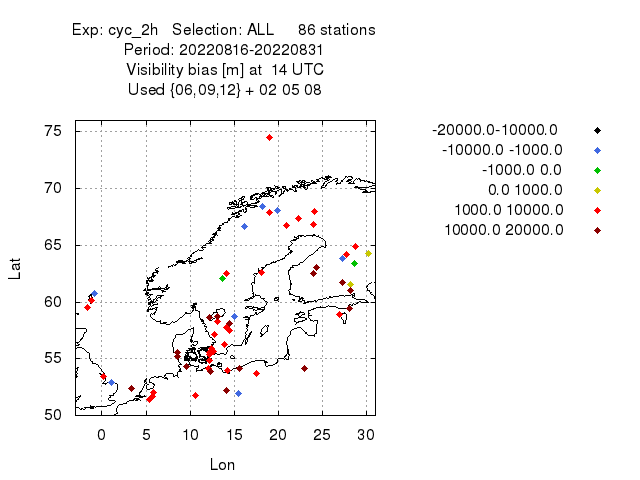 Exp: cyc_2h   Selection: ALL     86 stations
Period: 20220816-20220831
Visibility bias [m] at  14 UTC
Used {06,09,12} + 02 05 08
-20000.0-10000.0
-10000.0 -1000.0
-1000.0 0.0
0.0 1000.0
1000.0 10000.0
10000.0 20000.0
75
70
65
60
55
50
Lat
0 5 10 15 20 25 30
Lon